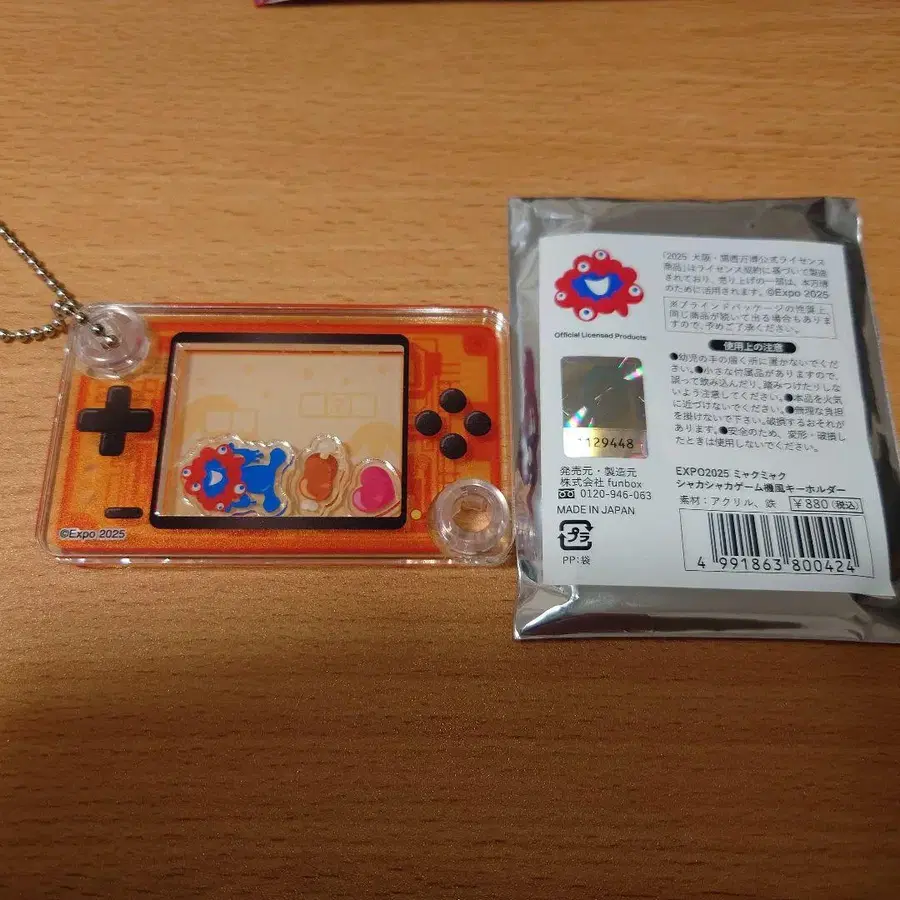 ©Expo 2025
「2025 大阪・関西万博公式ライセンス
商品」はライセンス契約に基づいて製造
されており、売り上げの一部は、本万博
のために活用されます。©Expo 2025
※ブラインドパッケージの性質上、
同じ商品が続いて出る場合もありま
すので、予めご了承ください。
Official Licensed Products
使用上の注意
●幼児の手の届く所に置かないでくだ
さい。●小さな付属品がありますので、
誤って飲み込んだり、踏みつけたりしな
いよう注意してください。●本品を火気
に近づけないでください。●無理な負担
を掛けないで下さい。破損するおそれが
あります。●安全のため、変形・破損し
たときは使用しないでください。
1129448
発売元・製造元
株式会社 funbox
0120-946-063
MADE IN JAPAN
プラ
PP:袋
EXPO2025 ミャクミャク
シャカシャカゲーム機風キーホルダー
素材：アクリル、鉄 ￥880(税込)
4 991863 800424